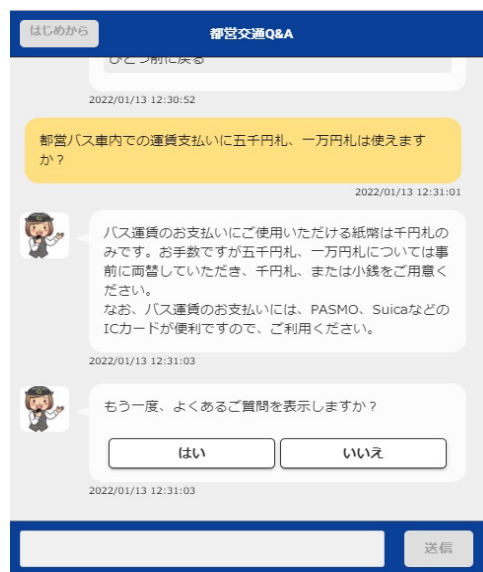 はじめから
都営交通Q&A
ひとつ前に戻る
2022/01/13 12:30:52
都営バス車内での運賃支払いに五千円札、一万円札は使えます
か？
2022/01/13 12:31:01
バス運賃のお支払いにご使用いただける紙幣は千円札の
みです。お手数ですが五千円札、一万円札については事
前に両替していただき、千円札、または小銭をご用意く
ださい。
なお、バス運賃のお支払いには、PASMO、Suicaなどの
ICカードが便利ですので、ご利用ください。
2022/01/13 12:31:03
もう一度、よくあるご質問を表示しますか？
はい
いいえ
2022/01/13 12:31:03
送信